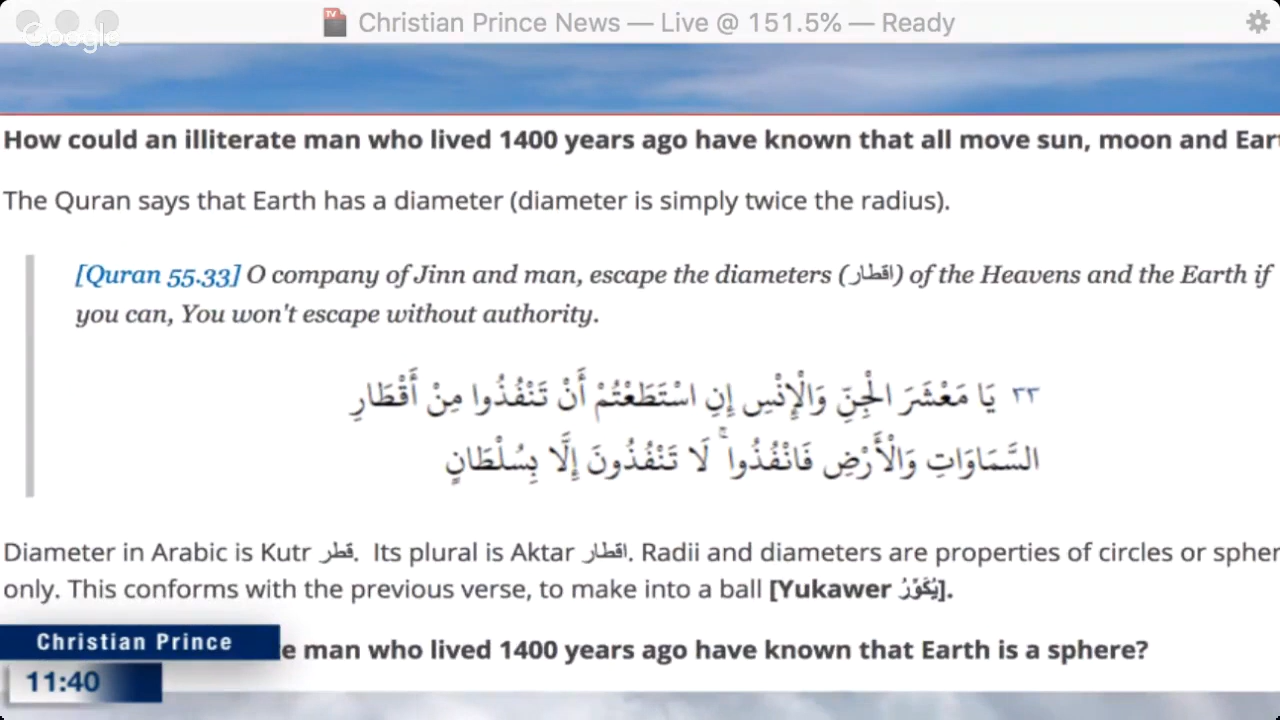 Google
TV
Christian Prince News — Live @ 151.5% — Ready
How could an illiterate man who lived 1400 years ago have known that all move sun, moon and Ear
The Quran says that Earth has a diameter (diameter is simply twice the radius).
[Quran 55.33] O company of Jinn and man, escape the diameters (اقطار) of the Heavens and the Earth if
you can, You won't escape without authority.
٣٣ يَا مَعْشَرَ الْجِنِّ وَالْإِنْسِ إِنِ اسْتَطَعْتُمْ أَنْ تَنْفُذُوا مِنْ أَقْطَارِ
السَّمَاوَاتِ وَالْأَرْضِ فَانْفُذُوا ۚ لَا تَنْفُذُونَ إِلَّا بِسُلْطَانٍ
Diameter in Arabic is Kutr قطر. Its plural is Aktar اقطار. Radii and diameters are properties of circles or spher
only. This conforms with the previous verse, to make into a ball [Yukawer يُكَوِّرُ].
e man who lived 1400 years ago have known that Earth is a sphere?
Christian Prince
11:40